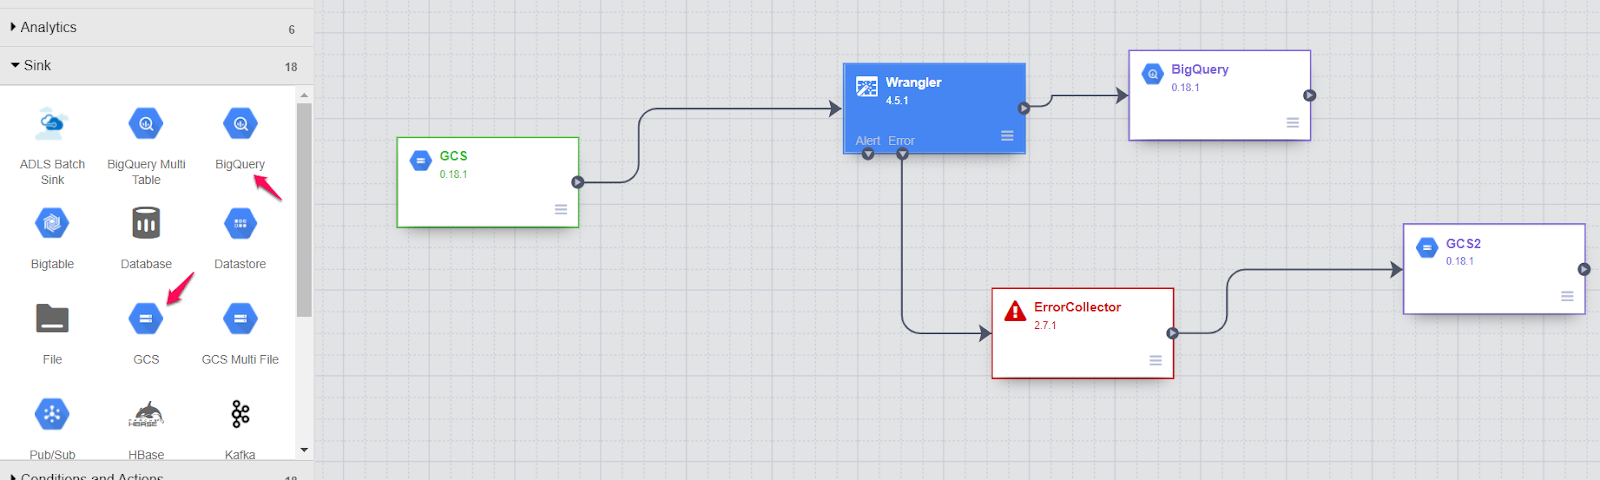 Analytics 6
Sink 18
ADLS Batch Sink
BigQuery Multi Table
BigQuery
Bigtable
Database
Datastore
File
GCS
GCS Multi File
Pub/Sub
HBase
Kafka
Conditions and Actions 18
GCS
0.18.1
Wrangler
4.5.1
Alert Error
BigQuery
0.18.1
ErrorCollector
2.7.1
GCS2
0.18.1